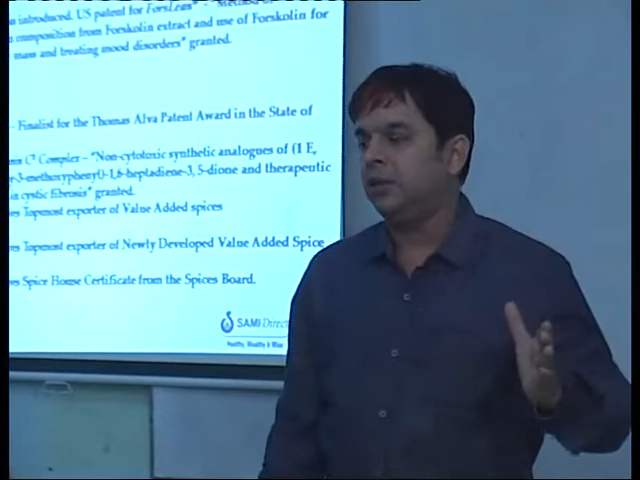 introduced. US patent for ForsLean
composition from Forskolin extract and use of Forskolin for
mass and treating mood disorders" granted.
- Finalist for the Thomas Alva Patent Award in the State of
C³ Complex – "Non-cytotoxic synthetic analogues of (1 E,
-3-methoxyphenyl)-1,6-heptadiene-3, 5-dione and therapeutic
cystic fibrosis" granted.
Topmost exporter of Value Added spices
Topmost exporter of Newly Developed Value Added Spice
Spice House Certificate from the Spices Board.
SAMI Direct
Healthy, Wealthy & Wise